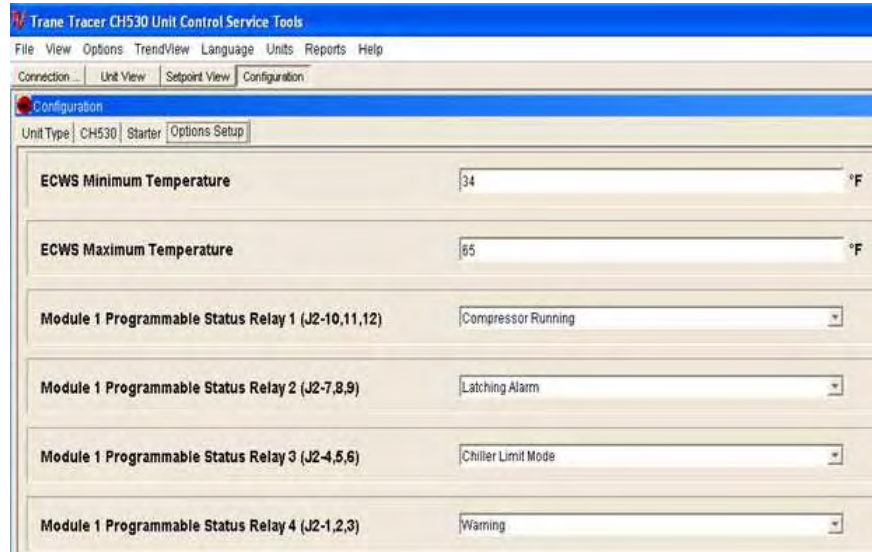 Trane Tracer CH530 Unit Control Service Tools
File View Options TrendView Language Units Reports Help
Connection ... Unit View Setpoint View Configuration
Configuration
Unit Type CH530 Starter Options Setup
ECWS Minimum Temperature 34 °F
ECWS Maximum Temperature 65 °F
Module 1 Programmable Status Relay 1 (J2-10,11,12) Compressor Running
Module 1 Programmable Status Relay 2 (J2-7,8,9) Latching Alarm
Module 1 Programmable Status Relay 3 (J2-4,5,6) Chiller Limit Mode
Module 1 Programmable Status Relay 4 (J2-1,2,3) Warning